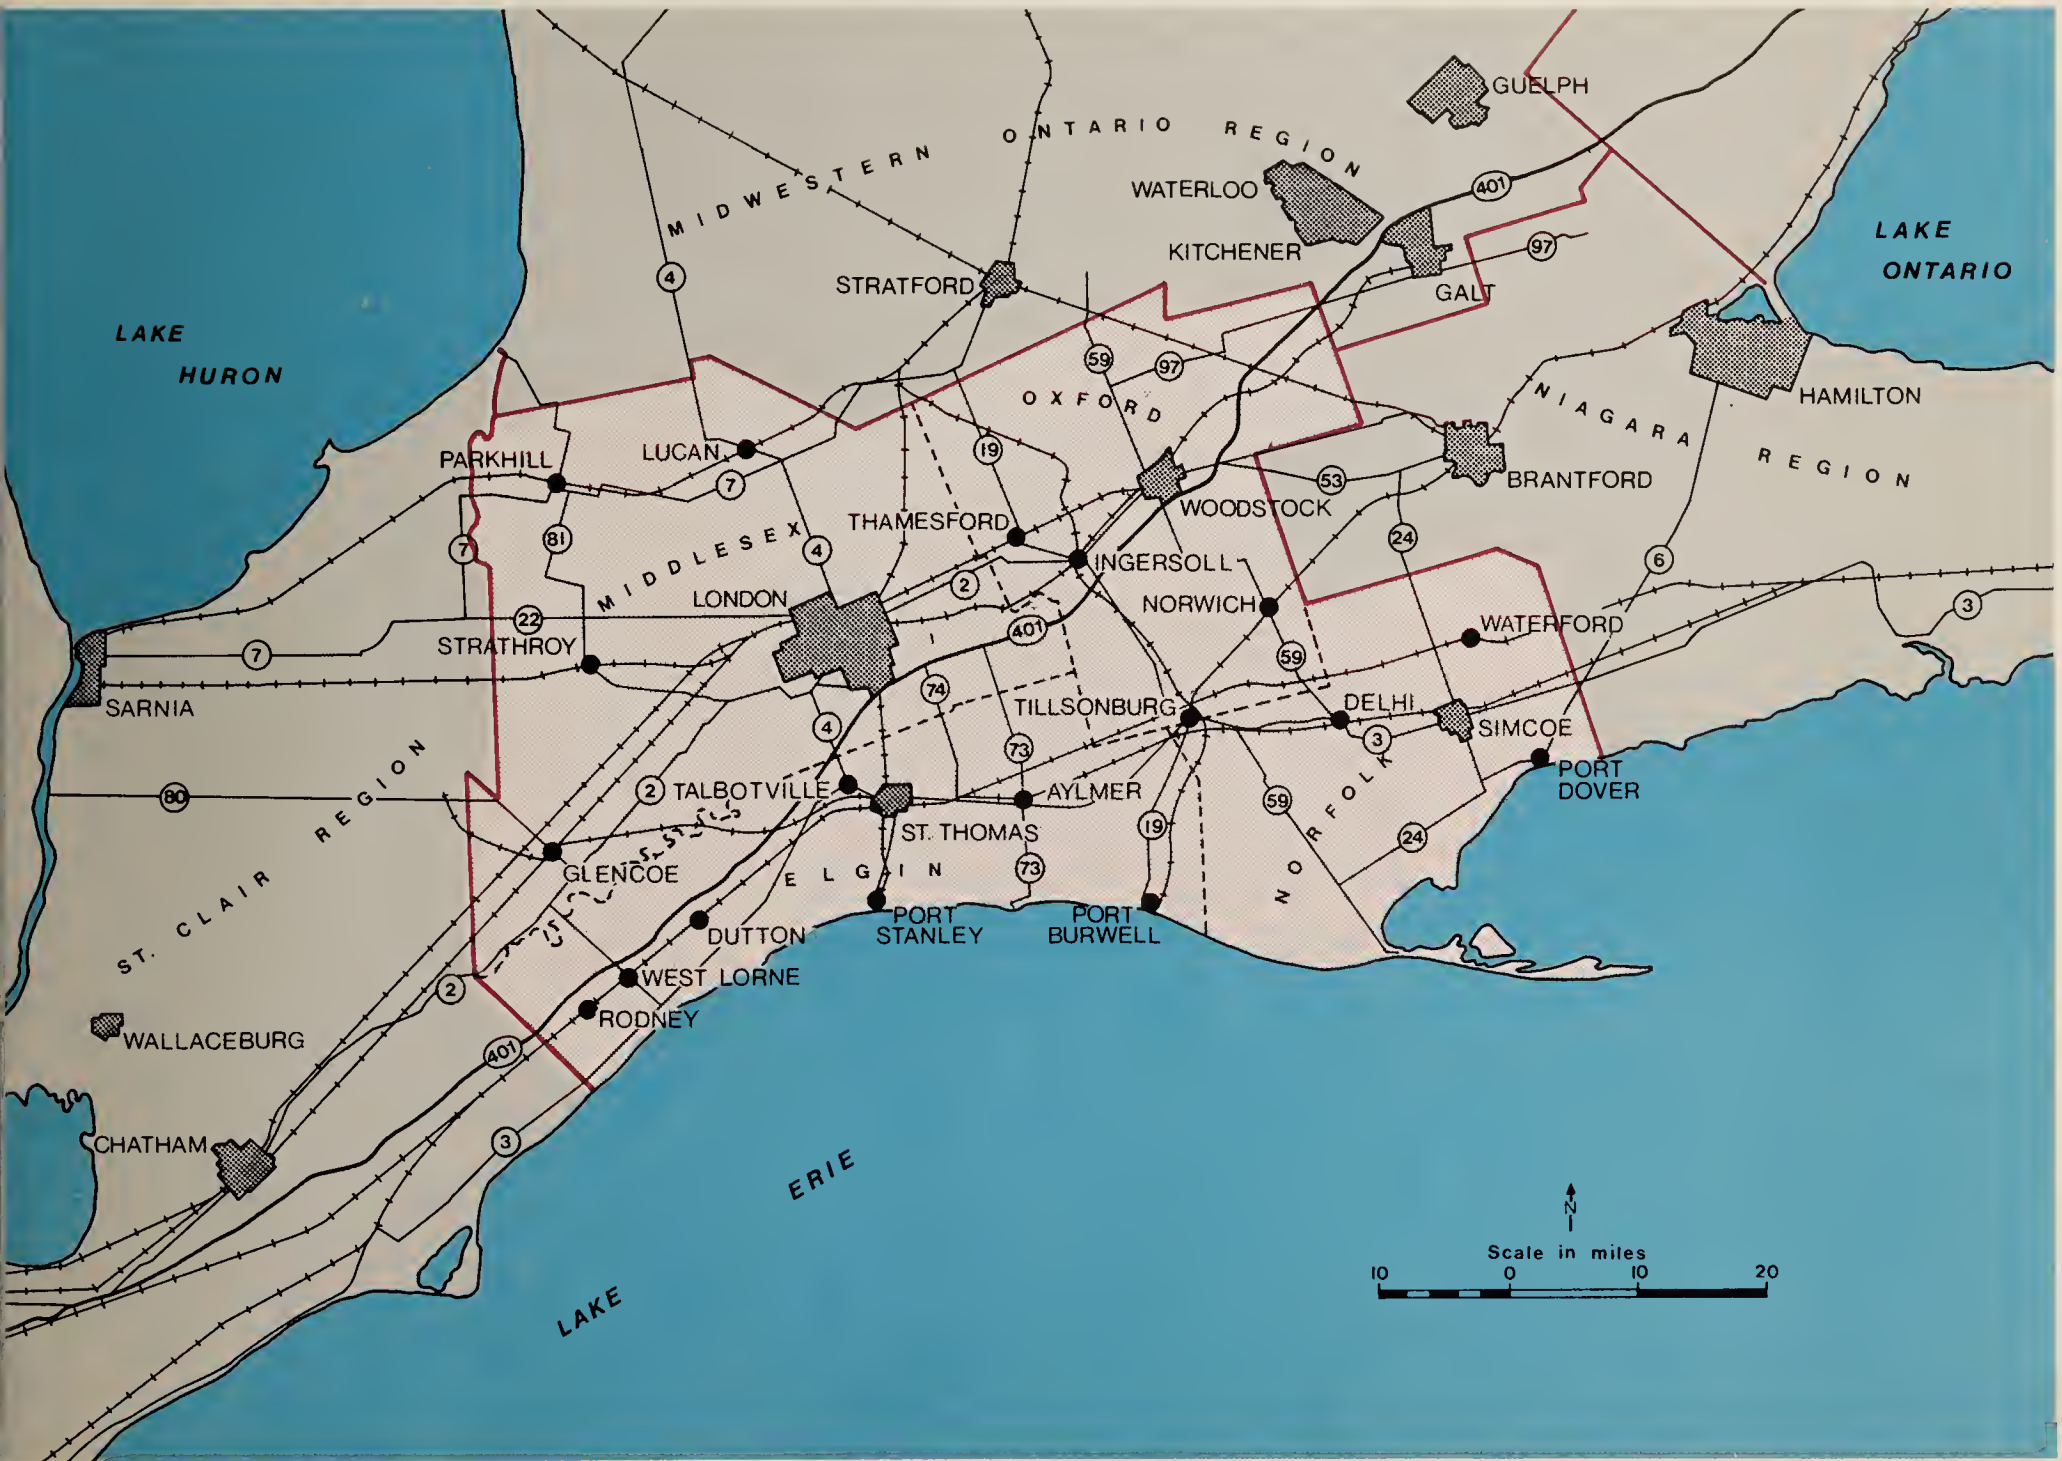 GUELPH
MIDWESTERN ONTARIO REGION
WATERLOO
401
KITCHENER
97
LAKE
ONTARIO
STRATFORD
4
GALT
LAKE
HURON
59
97
OXFORD
HAMILTON
NIAGARA REGION
PARKHILL
LUCAN
19
7
53
BRANTFORD
WOODSTOCK
THAMESFORD
MIDDLESEX
7
81
4
24
INGERSOLL
6
2
LONDON
NORWICH
3
22
401
WATERFORD
STRATHROY
7
59
SARNIA
74
TILLSONBURG
DELHI
4
73
3
SIMCOE
80
2
TALBOTVILLE
AYLMER
59
PORT
DOVER
ST. THOMAS
19
NORFOLK
24
ST. CLAIR REGION
GLENCOE
ELGIN
73
PORT
STANLEY
PORT
BURWELL
DUTTON
WEST LORNE
2
RODNEY
WALLACEBURG
401
CHATHAM
3
LAKE ERIE
N
Scale in miles
10 0 10 20